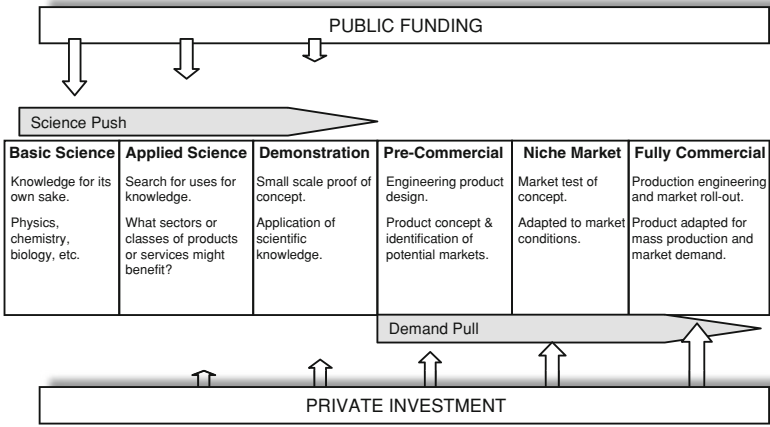 PUBLIC FUNDING
Science Push
Basic Science
Knowledge for its
own sake.
Physics,
chemistry,
biology, etc.
Applied Science
Search for uses for
knowledge.
What sectors or
classes of products
or services might
benefit?
Demonstration
Small scale proof of
concept.
Application of
scientific
knowledge.
Pre-Commercial
Engineering product
design.
Product concept &
identification of
potential markets.
Niche Market
Market test of
concept.
Adapted to market
conditions.
Fully Commercial
Production engineering
and market roll-out.
Product adapted for
mass production and
market demand.
Demand Pull
PRIVATE INVESTMENT